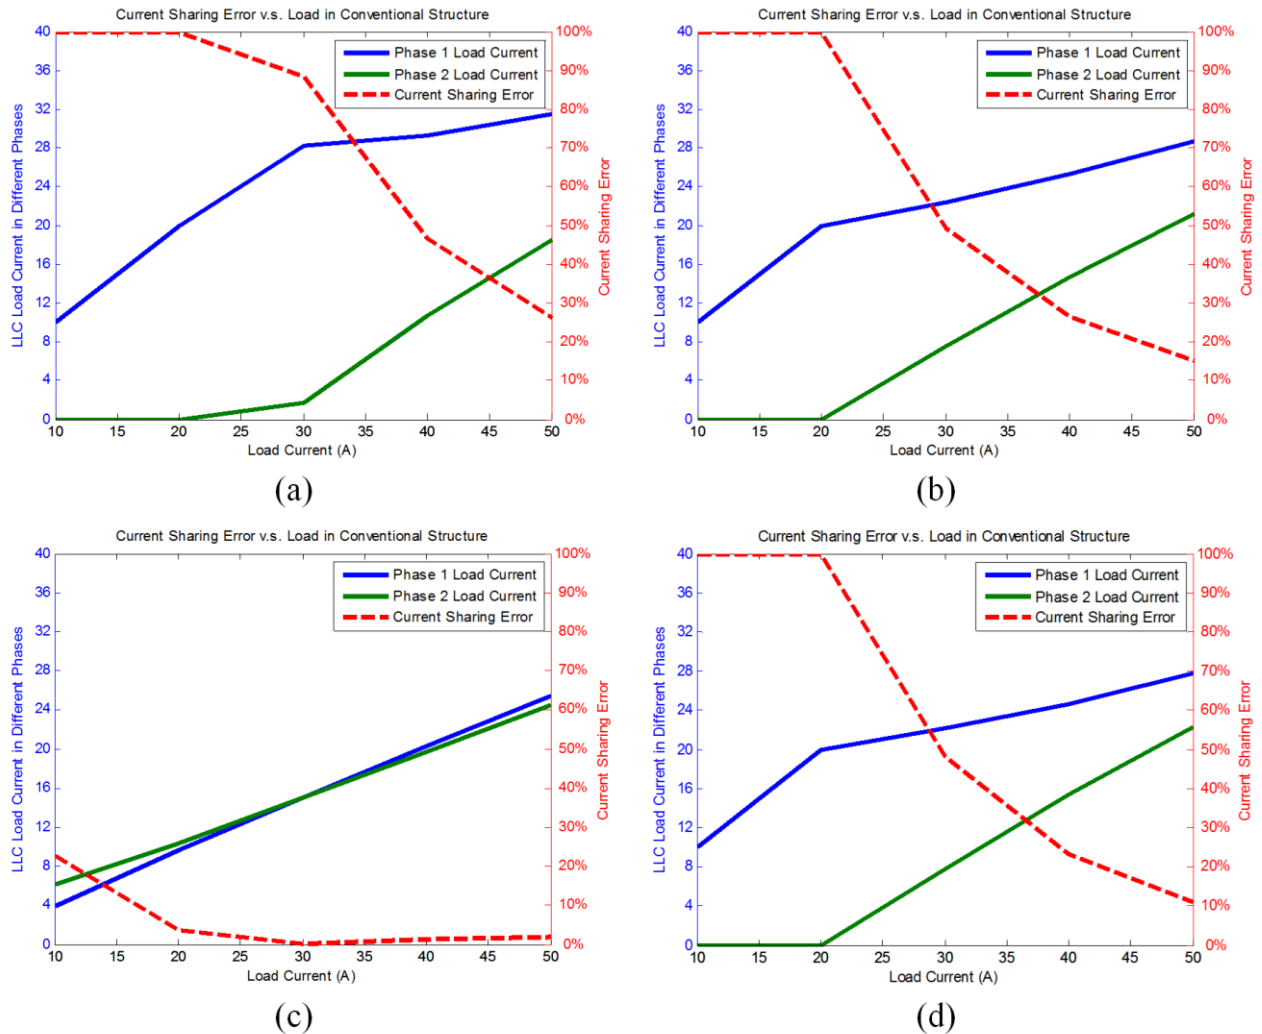 Current Sharing Error v.s. Load in Conventional Structure
40
36
32
28
24
20
16
12
8
4
0
LLC Load Current in Different Phases
Phase 1 Load Current
Phase 2 Load Current
Current Sharing Error
100%
90%
80%
70%
60%
50%
40%
30%
20%
10%
0%
Current Sharing Error
10 15 20 25 30 35 40 45 50
Load Current (A)
(a)
Current Sharing Error v.s. Load in Conventional Structure
40
36
32
28
24
20
16
12
8
4
0
LLC Load Current in Different Phases
Phase 1 Load Current
Phase 2 Load Current
Current Sharing Error
100%
90%
80%
70%
60%
50%
40%
30%
20%
10%
0%
Current Sharing Error
10 15 20 25 30 35 40 45 50
Load Current (A)
(b)
Current Sharing Error v.s. Load in Conventional Structure
40
36
32
28
24
20
16
12
8
4
0
LLC Load Current in Different Phases
Phase 1 Load Current
Phase 2 Load Current
Current Sharing Error
100%
90%
80%
70%
60%
50%
40%
30%
20%
10%
0%
Current Sharing Error
10 15 20 25 30 35 40 45 50
Load Current (A)
(c)
Current Sharing Error v.s. Load in Conventional Structure
40
36
32
28
24
20
16
12
8
4
0
LLC Load Current in Different Phases
Phase 1 Load Current
Phase 2 Load Current
Current Sharing Error
100%
90%
80%
70%
60%
50%
40%
30%
20%
10%
0%
Current Sharing Error
10 15 20 25 30 35 40 45 50
Load Current (A)
(d)